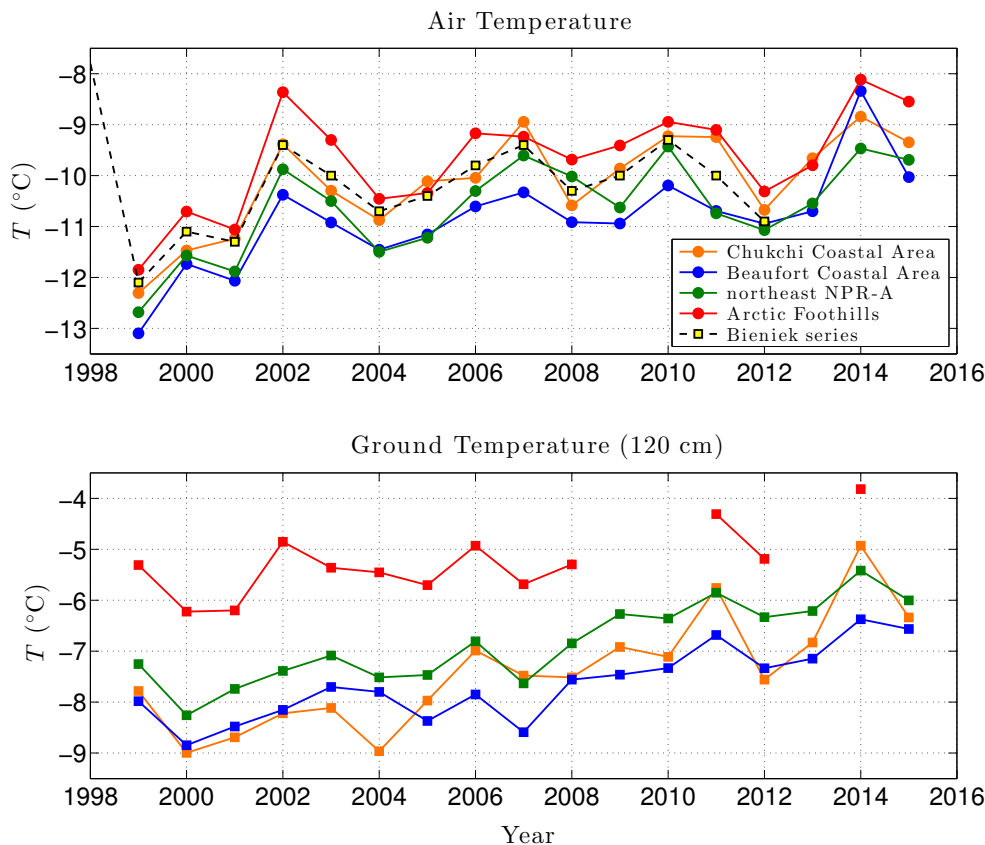 Air Temperature
T (°C)
−8
−9
−10
−11
−12
−13
Chukchi Coastal Area
Beaufort Coastal Area
northeast NPR-A
Arctic Foothills
Bieniek series
1998 2000 2002 2004 2006 2008 2010 2012 2014 2016
Ground Temperature (120 cm)
T (°C)
−4
−5
−6
−7
−8
−9
1998 2000 2002 2004 2006 2008 2010 2012 2014 2016
Year